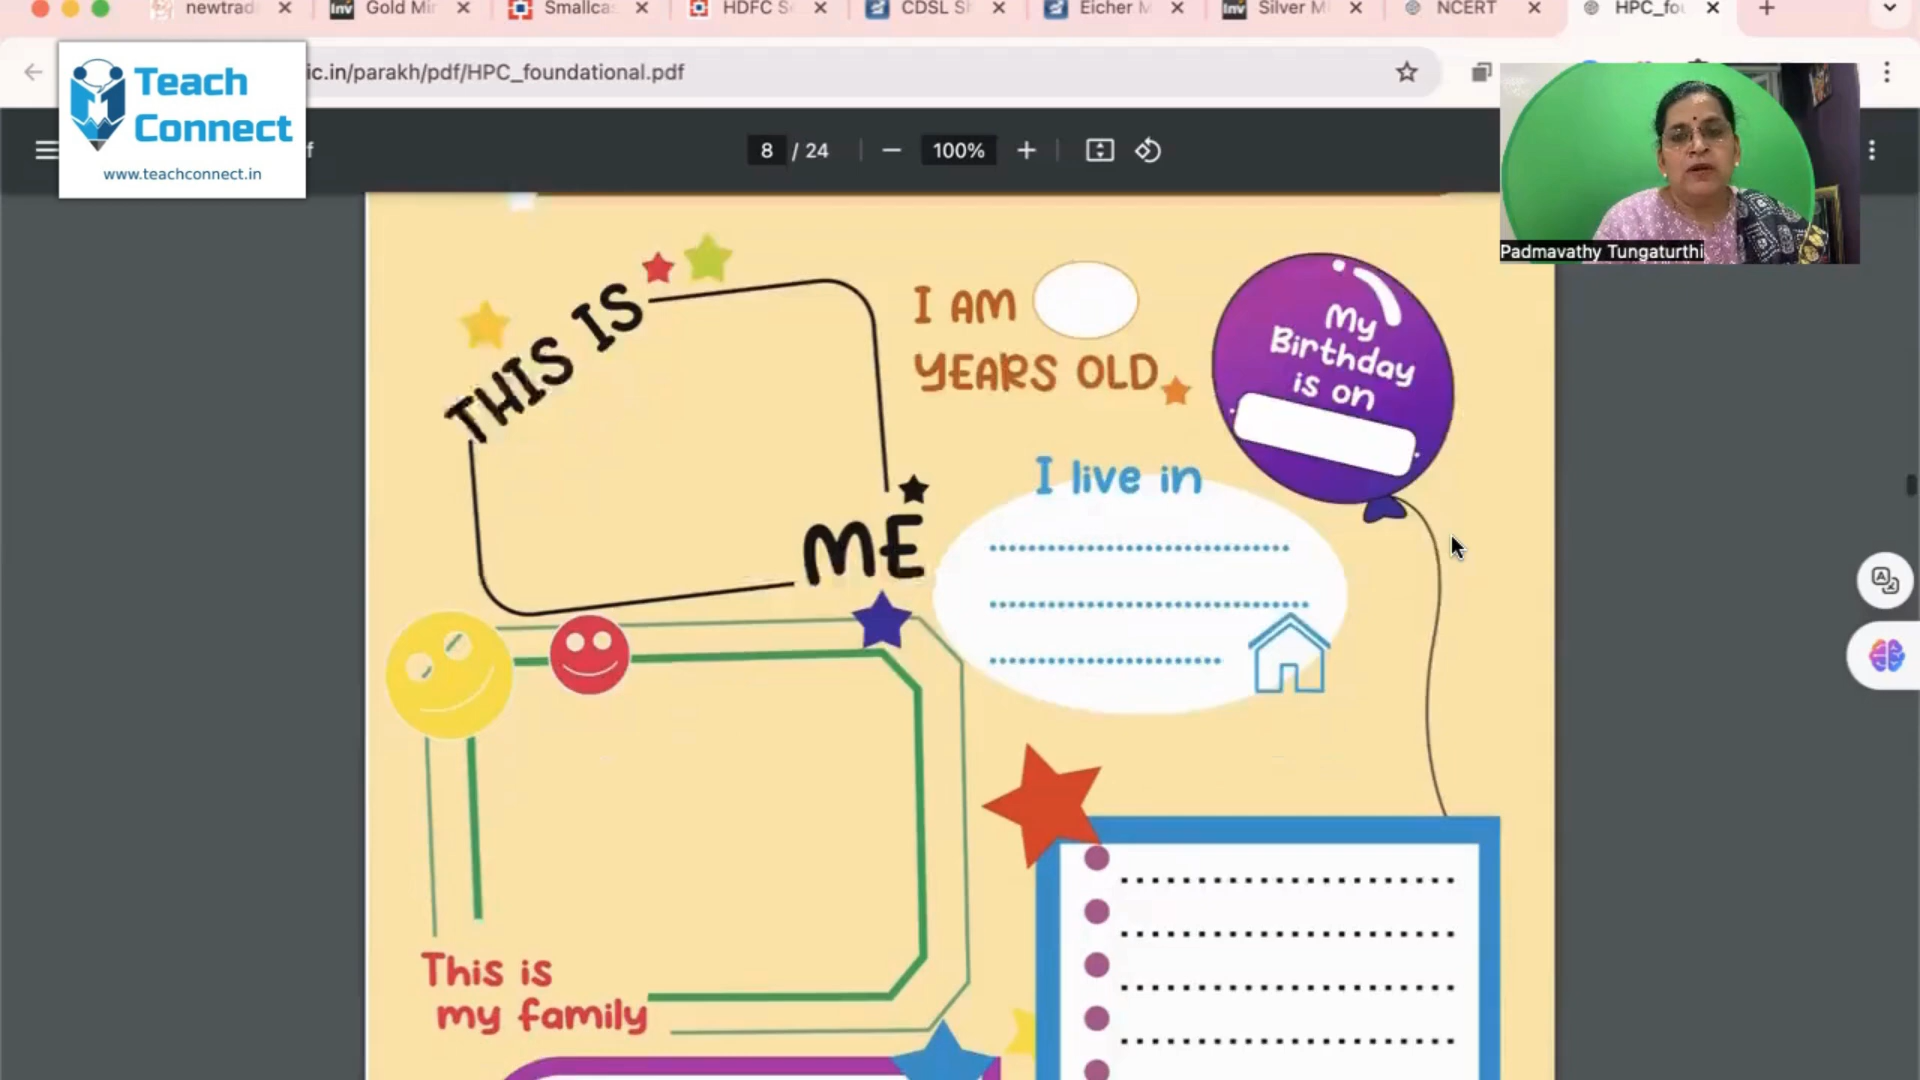 newtrad
Gold Mir
Smallca
HDFC S
CDSL S
Eicher M
Silver M
NCERT
HPC_fou
Teach
Connect
www.teachconnect.in
ic.in/parakh/pdf/HPC_foundational.pdf
f
8 / 24
100%
Padmavathy Tungaturthi
THIS IS
ME
I AM
YEARS OLD
My
Birthday
is on
I live in
This is
my family